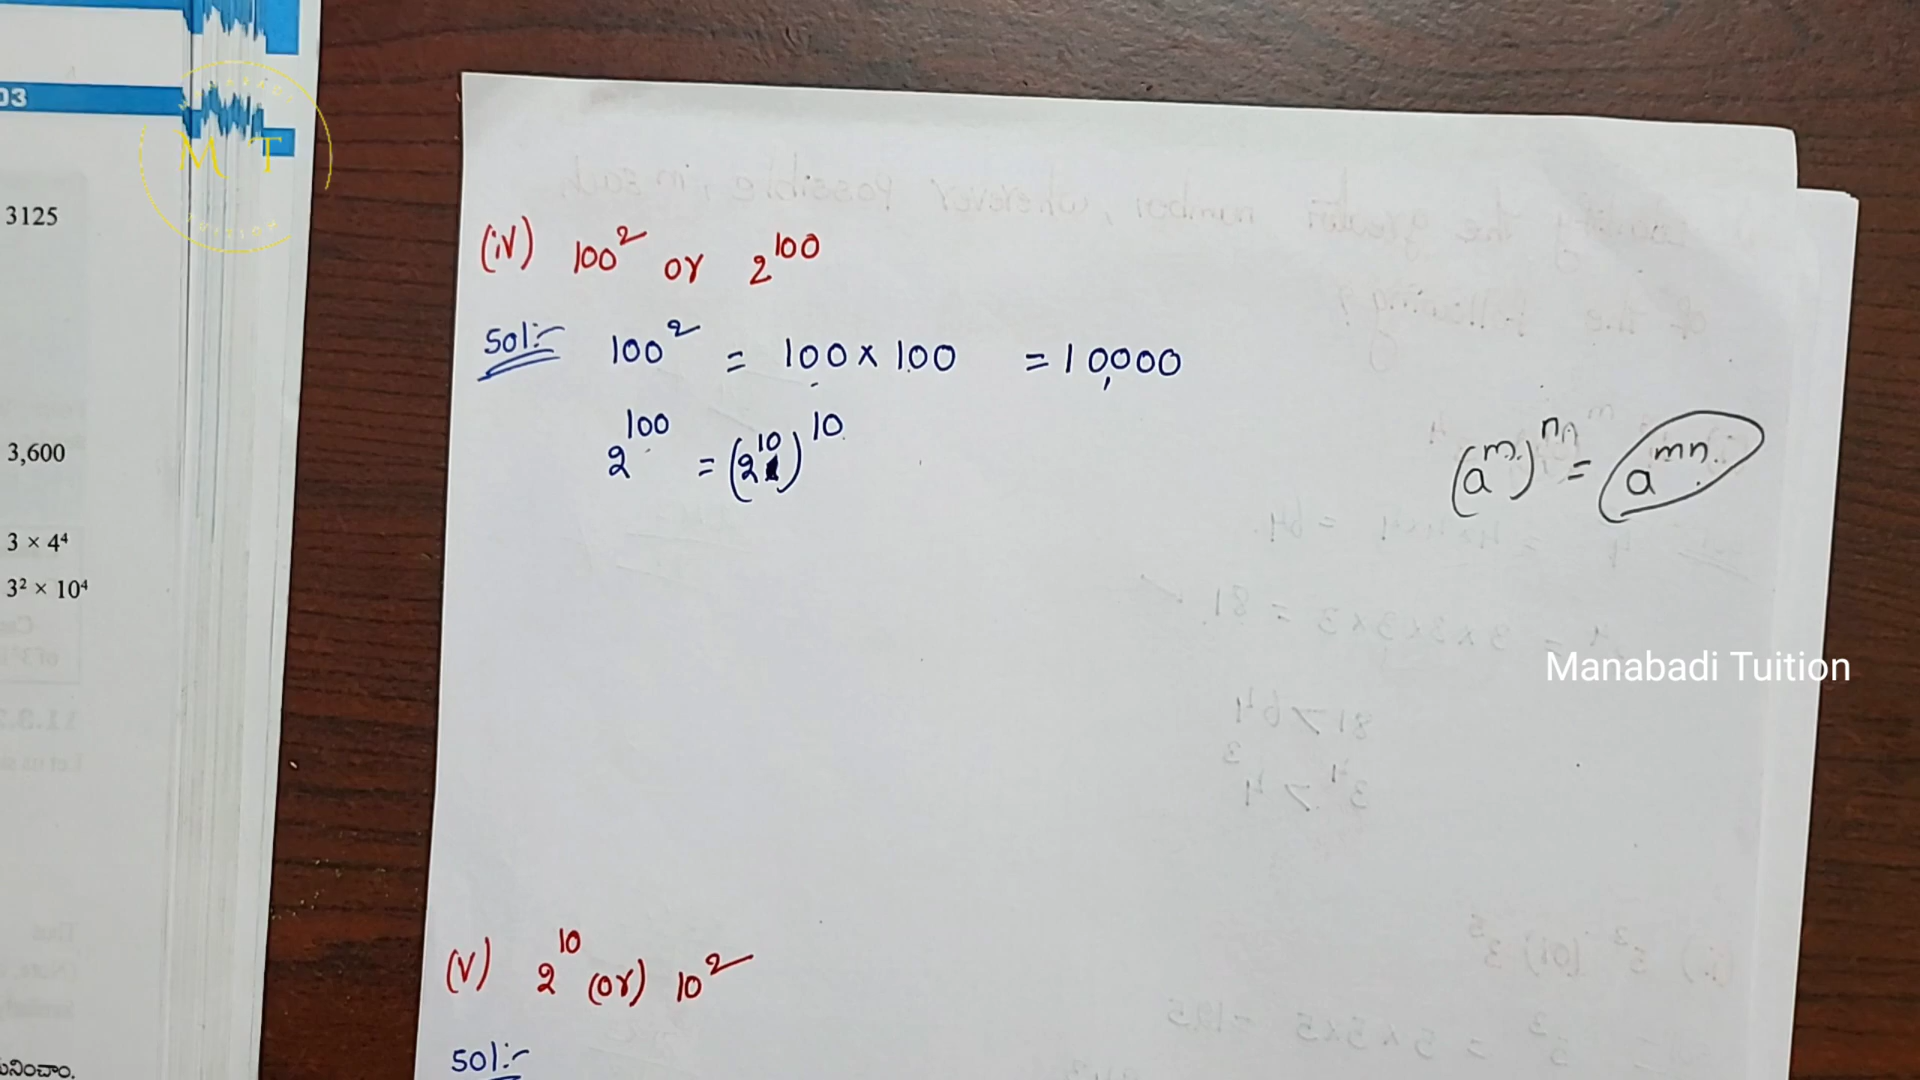 03
3125
3,600
3 × 4⁴
3² × 10⁴
M T
(iv) 100² or 2¹⁰⁰
Sol:- 100² = 100 × 100 = 10,000
2¹⁰⁰ = (2¹⁰)¹⁰
(aᵐ)ⁿ = aᵐⁿ
Manabadi Tuition
(v) 2¹⁰ (or) 10²
Sol:-